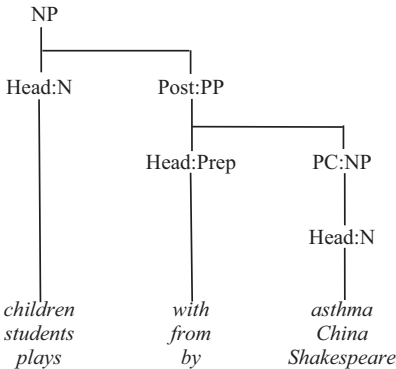 NP
Head:N Post:PP
Head:Prep PC:NP
Head:N
children with asthma
students from China
plays by Shakespeare